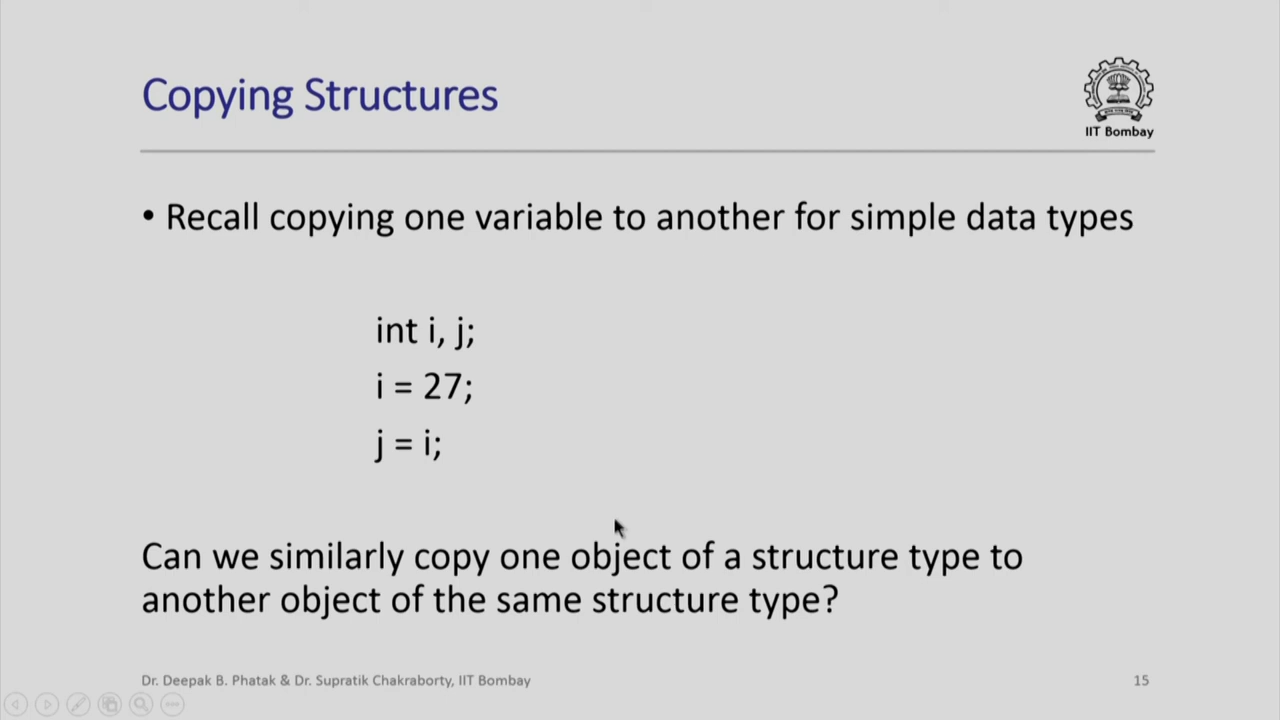 Copying Structures
IIT Bombay
• Recall copying one variable to another for simple data types
int i, j;
i = 27;
j = i;
Can we similarly copy one object of a structure type to
another object of the same structure type?
Dr. Deepak B. Phatak & Dr. Supratik Chakraborty, IIT Bombay
15